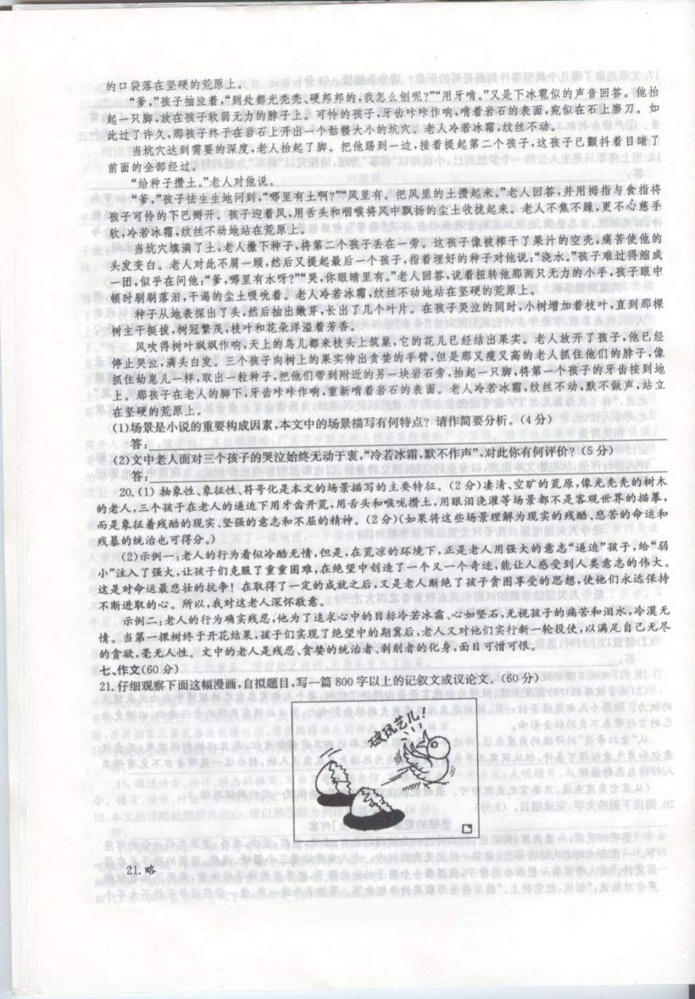 的口袋落在坚硬的荒原上。
“爹,”孩子抽泣着,“到处都光秃秃、硬邦邦的,我怎么刨呢?”“用牙啃。”又是下冰雹似的声音回答。他抬
起一只脚,放在孩子软弱无力的脖子上。可怜的孩子,牙齿咔咔作响,啃着岩石的表面,宛似在石上磨刀。如
此过了许久,那孩子终于在岩石上开出一个骷髅大小的坑穴。老人冷若冰霜,纹丝不动。
当坑穴达到需要的深度,老人抬起了脚。把他踢到一边,接着提起第二个孩子,这孩子已颤抖着目睹了
前面的全部经过。
“给种子攒土。”老人对他说。
“爹,”孩子怯生生地问到,“哪里有土啊?”“风里有。把风里的土攒起来。”老人回答,并用拇指与食指将
孩子可怜的下巴掰开。孩子迎着风,用舌头和咽喉将风中飘扬的尘土收拢起来。老人不焦不躁,更不心慈手
软,冷若冰霜,纹丝不动地站在荒原上。
当坑穴填满了土,老人撒下种子,将第二个孩子丢在一旁。这孩子像被榨干了果汁的空壳,痛苦使他的
头发变白。老人对此不屑一顾,然后又提起最后一个孩子,指着埋好的种子对他说:“浇水。”孩子难过得缩成
一团,似乎在问他:“爹,哪里有水呀?”“哭,你眼睛里有。”老人回答,说着扭转他那两只无力的小手,孩子眼中
顿时刷刷落泪,干渴的尘土吸吮着。老人冷若冰霜,纹丝不动地站在坚硬的荒原上。
种子从地表探出了头,然后抽出嫩芽,长出了几个叶片。在孩子哭泣的同时,小树增加着枝叶,直到那棵
树主干挺拔,树冠繁茂,枝叶和花朵洋溢着芳香。
风吹得树叶飒飒作响,天上的鸟儿都来枝头上筑巢,它的花儿已经结出果实。老人放开了孩子,他已经
停止哭泣,满头白发。三个孩子向树上的果实伸出贪婪的手臂,但是那又瘦又高的老人抓住他们的脖子,像
抓住幼崽儿一样,取出一粒种子,把他们带到附近的另一块岩石旁,抬起一只脚,将第一个孩子的牙齿接到地
上。那孩子在老人的脚下,牙齿咔咔作响,重新啃着岩石的表面。老人冷若冰霜,纹丝不动,默不做声,站立
在坚硬的荒原上。
(1)场景是小说的重要构成因素,本文中的场景描写有何特点?请作简要分析。(4分)
答:
(2)文中老人面对三个孩子的哭泣始终无动于衷,“冷若冰霜,默不作声”,对此你有何评价?(5分)
答:
20.(1)抽象性、象征性、符号化是本文的场景描写的主要特征。(2分)凄清、空旷的荒原,像光秃秃的树木
的老人,三个孩子在老人的逼迫下用牙齿开荒,用舌头和喉咙攒土,用眼泪浇灌等场景都不是客观世界的描摹,
而是象征着残酷的现实、坚强的意志和不屈的精神。(2分)(如果将这些场景理解为现实的残酷、悲苦的命运和
残暴的统治也可得分。)
(2)示例一:老人的行为看似冷酷无情,但是,在荒凉的环境下,正是老人用强大的意志“逼迫”孩子,给“弱
小”注入了强大,让孩子们克服了重重困难,在绝望中创造了一个又一个奇迹,能让人感受到人类意志的伟大。
这是对命运最悲壮的抗争!在取得了一定的成就之后,又是老人断绝了孩子贪图享受的思想,使他们永远保持
不断进取的心。所以,我对这老人深怀敬意。
示例二:老人的行为确实残忍,他为了追求心中的目标冷若冰霜、心如坚石,无视孩子的痛苦和泪水,冷漠无
情。当第一棵树终于开花结果,孩子们实现了绝望中的期冀后,老人又对他们实行新一轮役使,以满足自己无尽
的贪欲,毫无人性。文中的老人是残忍、贪婪的统治者、剥削者的化身,面目可憎可恨。
七、作文(60分)
21.仔细观察下面这幅漫画,自拟题目,写一篇800字以上的记叙文或议论文。(60分)
破玩艺儿!
21.略